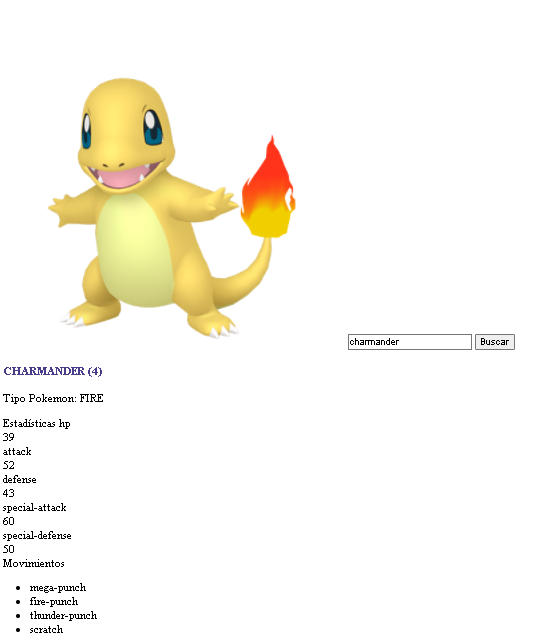 charmander Buscar
CHARMANDER (4)
Tipo Pokemon: FIRE
Estadísticas hp
39
attack
52
defense
43
special-attack
60
special-defense
50
Movimientos
mega-punch
fire-punch
thunder-punch
scratch